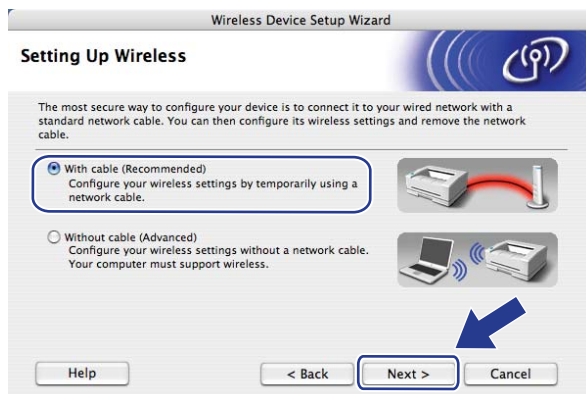 Wireless Device Setup Wizard
Setting Up Wireless
The most secure way to configure your device is to connect it to your wired network with a
standard network cable. You can then configure its wireless settings and remove the network
cable.
With cable (Recommended)
Configure your wireless settings by temporarily using a
network cable.
Without cable (Advanced)
Configure your wireless settings without a network cable.
Your computer must support wireless.
Help
< Back
Next >
Cancel